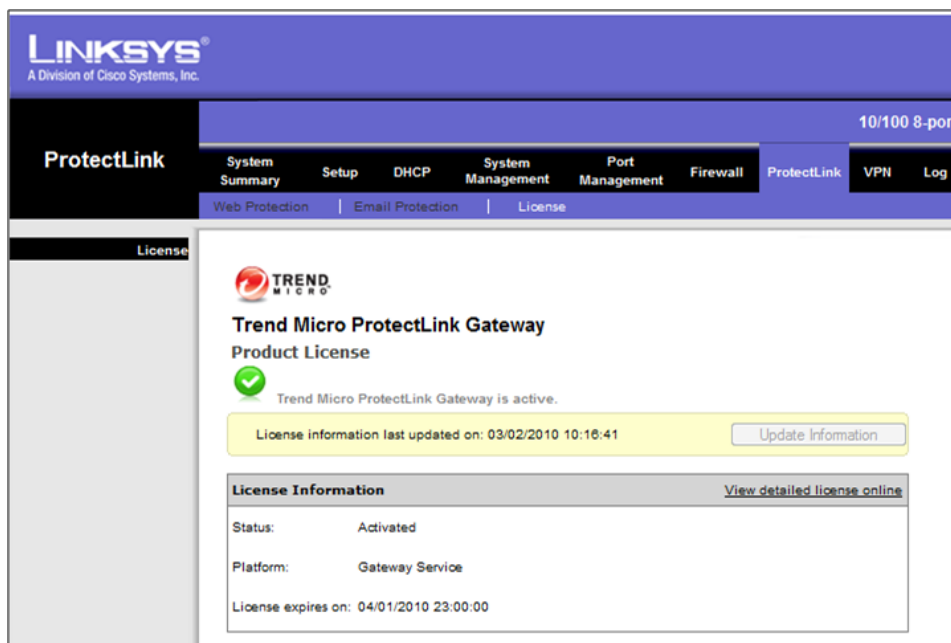 LINKSYS®
A Division of Cisco Systems, Inc.
10/100 8-por
ProtectLink
System Summary Setup DHCP System Management Port Management Firewall ProtectLink VPN Log
Web Protection | Email Protection | License
License
TREND MICRO
Trend Micro ProtectLink Gateway
Product License
Trend Micro ProtectLink Gateway is active.
License information last updated on: 03/02/2010 10:16:41 Update Information
License Information View detailed license online
Status: Activated
Platform: Gateway Service
License expires on: 04/01/2010 23:00:00